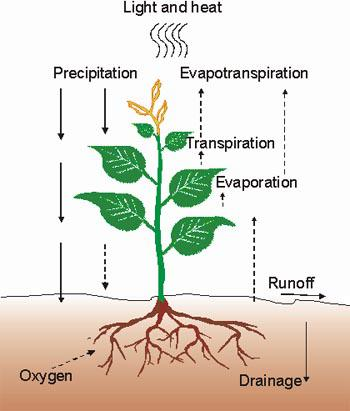 Light and heat
Precipitation
Evapotranspiration
Transpiration
Evaporation
Runoff
Oxygen
Drainage